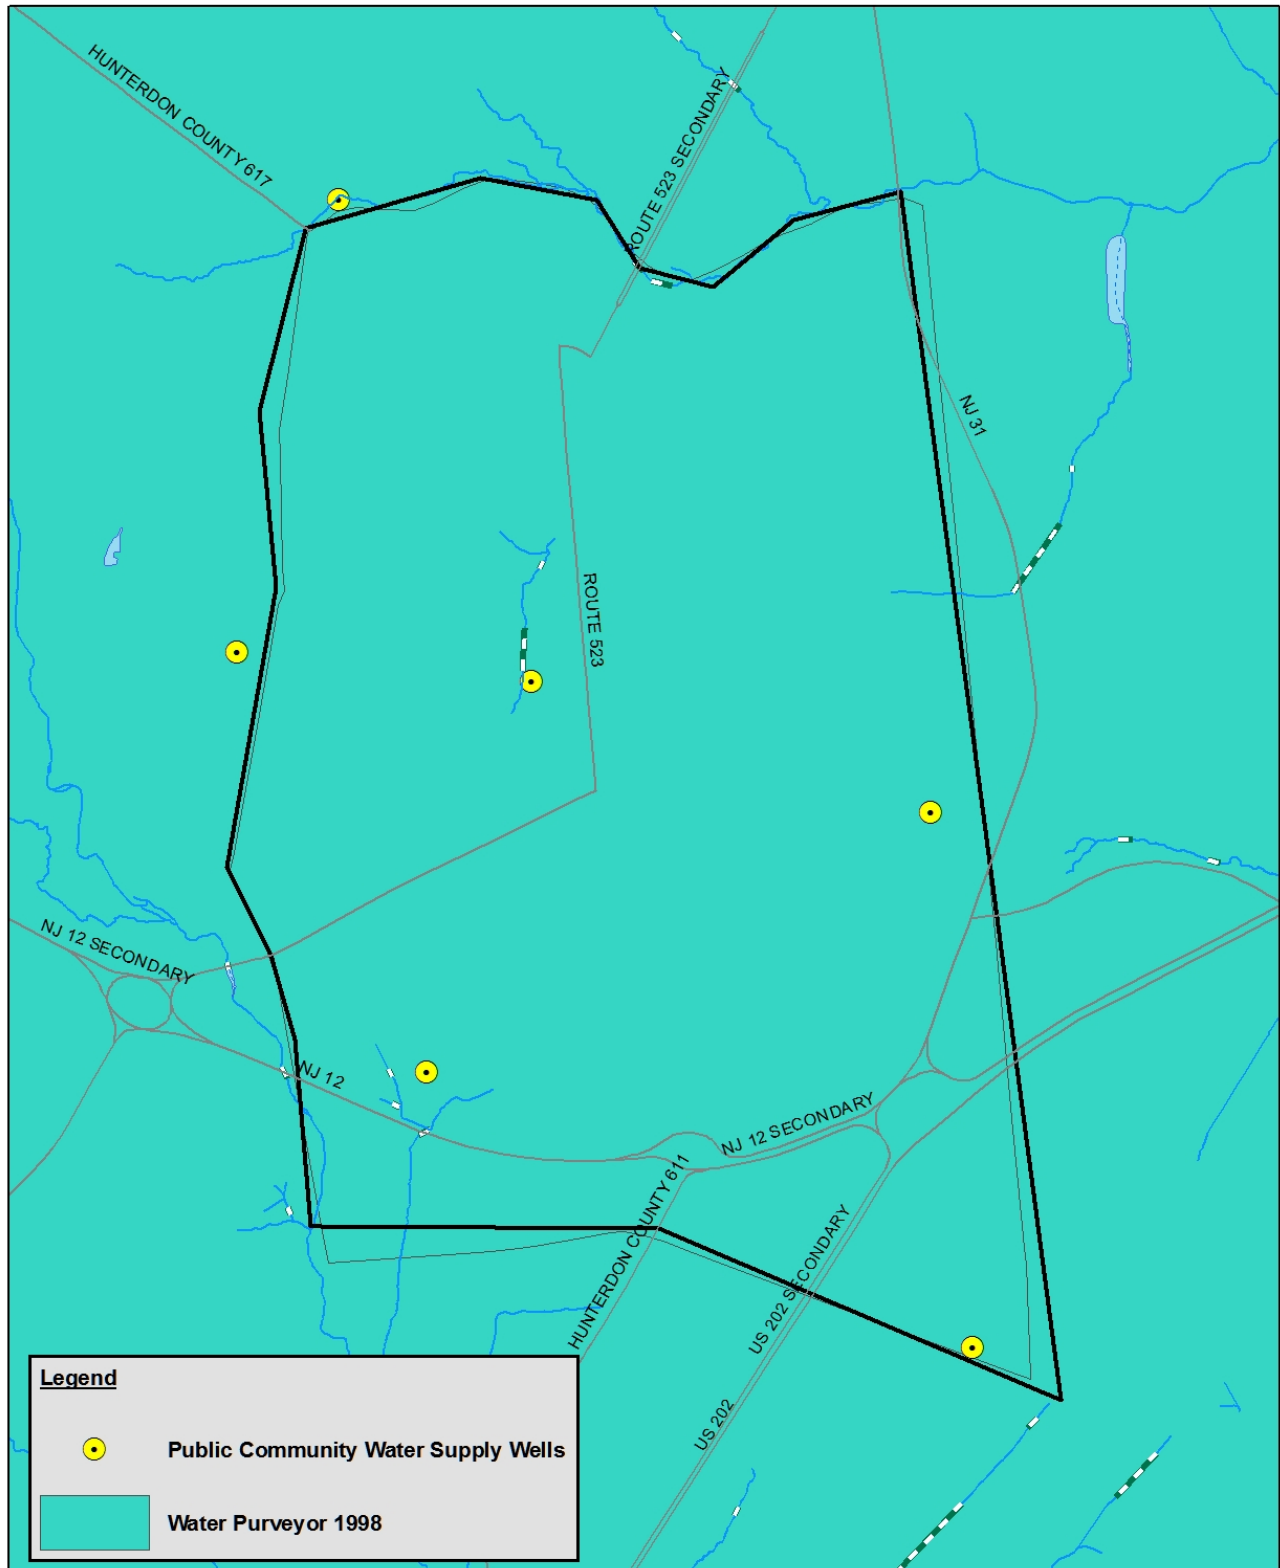 HUNTERDON COUNTY 617
ROUTE 523 SECONDARY
NJ 31
ROUTE 523
NJ 12 SECONDARY
NJ 12
NJ 12 SECONDARY
HUNTERDON COUNTY 611
US 202 SECONDARY
US 202
Legend
Public Community Water Supply Wells
Water Purveyor 1998